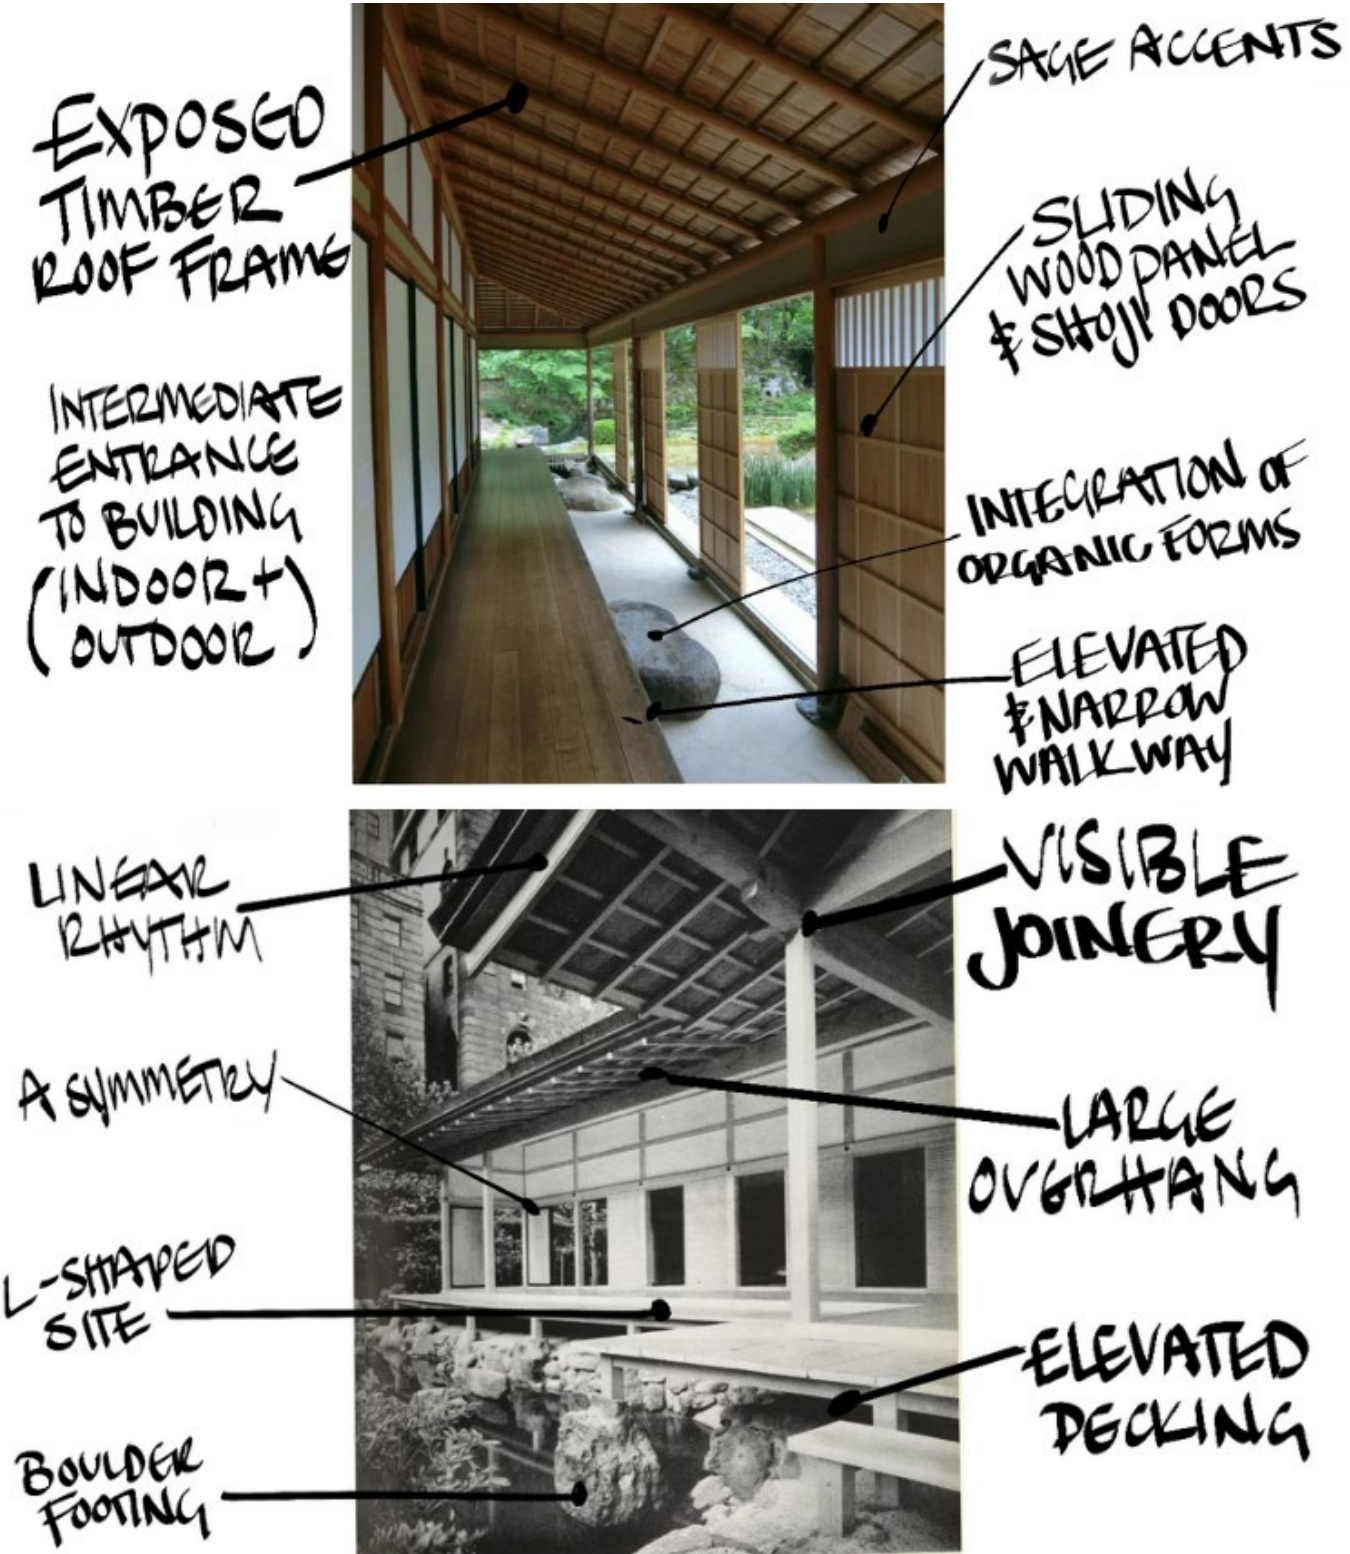 EXPOSED
TIMBER
ROOF FRAME
INTERMEDIATE
ENTRANCE
TO BUILDING
(INDOOR +
OUTDOOR)
SAGE ACCENTS
SLIDING
WOOD PANEL
& SHOJI DOORS
INTEGRATION OF
ORGANIC FORMS
ELEVATED
& NARROW
WALKWAY
LINEAR
RHYTHM
ASYMMETRY
L-SHAPED
SITE
BOULDER
FOOTING
VISIBLE
JOINERY
LARGE
OVERHANG
ELEVATED
DECKING